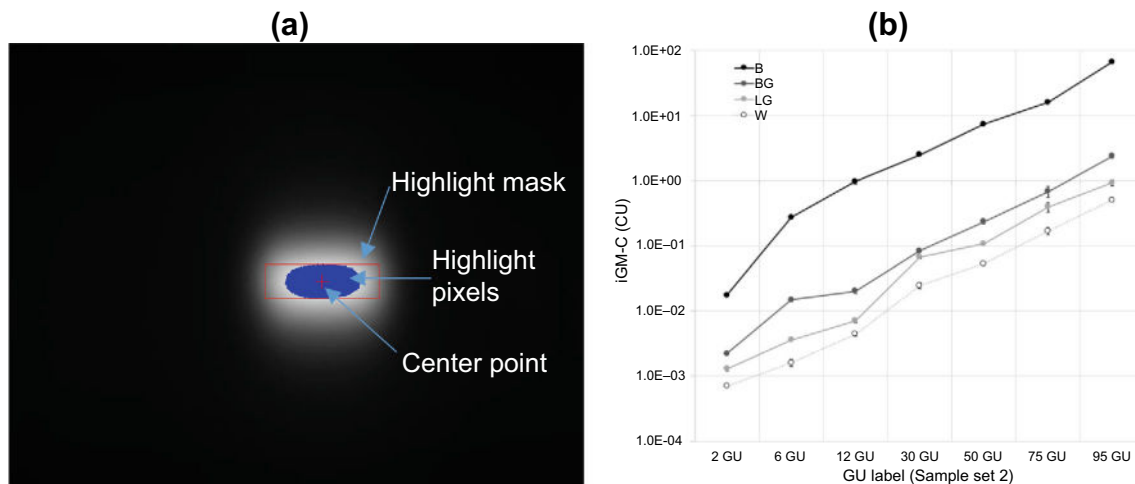 (a)
Highlight mask
Highlight
pixels
Center point
(b)
1.0E+02
1.0E+01
1.0E+00
1.0E–01
1.0E–02
1.0E–03
1.0E–04
iGM-C (CU)
B
BG
LG
W
2 GU 6 GU 12 GU 30 GU 50 GU 75 GU 95 GU
GU label (Sample set 2)